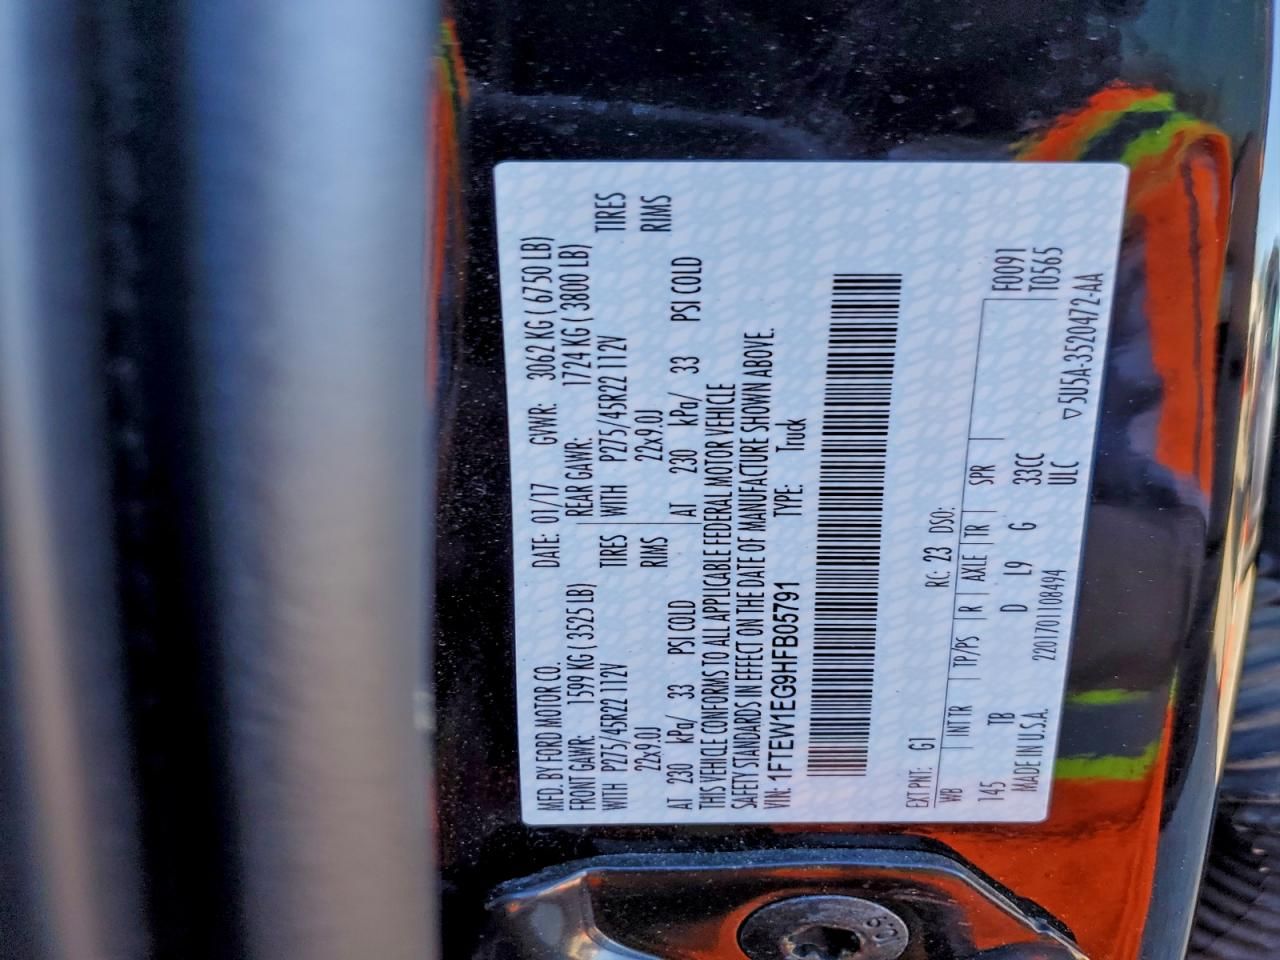 MFD. BY FORD MOTOR CO. DATE: 01/17 GVWR: 3062 KG ( 6750 LB)
FRONT GAWR: 1599 KG ( 3525 LB) REAR GAWR: 1724 KG ( 3800 LB)
WITH P275/45R22 112V TIRES WITH P275/45R22 112V TIRES
22x9.0J RIMS 22x9.0J RIMS
AT 230 kPa/ 33 PSI COLD AT 230 kPa/ 33 PSI COLD
THIS VEHICLE CONFORMS TO ALL APPLICABLE FEDERAL MOTOR VEHICLE
SAFETY STANDARDS IN EFFECT ON THE DATE OF MANUFACTURE SHOWN ABOVE.
VIN: 1FTEW1EG9HFB05791 TYPE: Truck
EXT PNT: G1 RC: 23 DSO:
WB INT TR TP/PS R AXLE TR SPR F0091
145 TB D L9 G 33CC T0565
MADE IN U.S.A. 2201701108494 ULC
▽5U5A-3520472-AA
10.9